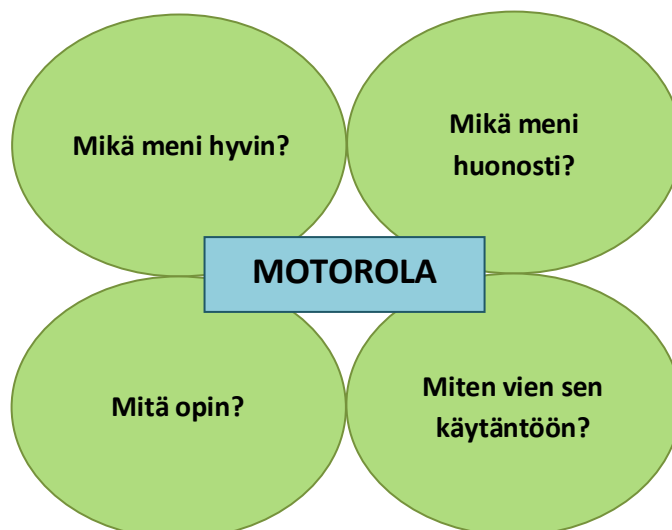 Mikä meni hyvin?
Mikä meni
huonosti?
MOTOROLA
Mitä opin?
Miten vien sen
käytäntöön?